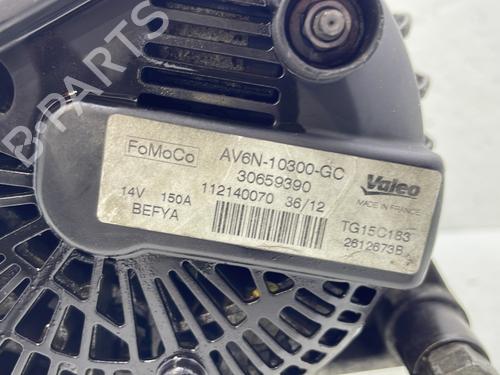 B-PARTS
FoMoCo
AV6N-10300-GC
30659390
14V 150A
112140070 36/12
BEFYA
Valeo
MADE IN FRANCE
TG15C183
2612673B